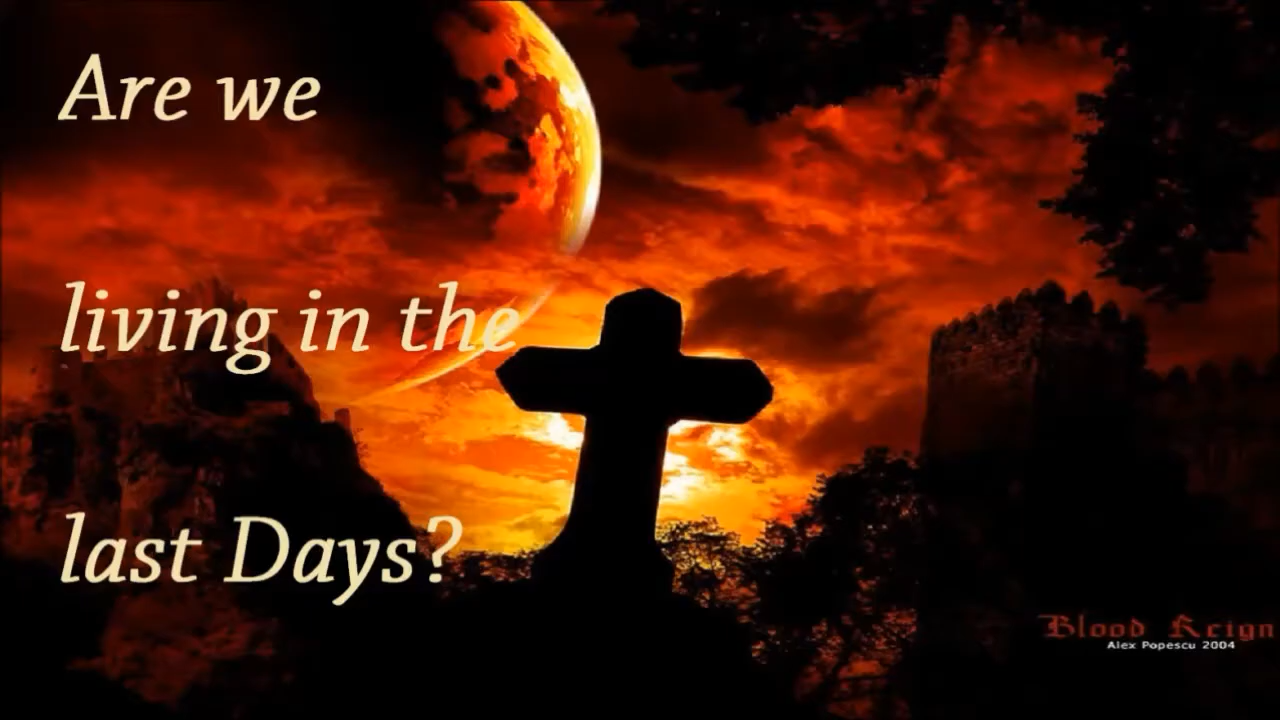 Are we
living in the
last Days?
Blood Reign
Alex Popescu 2004